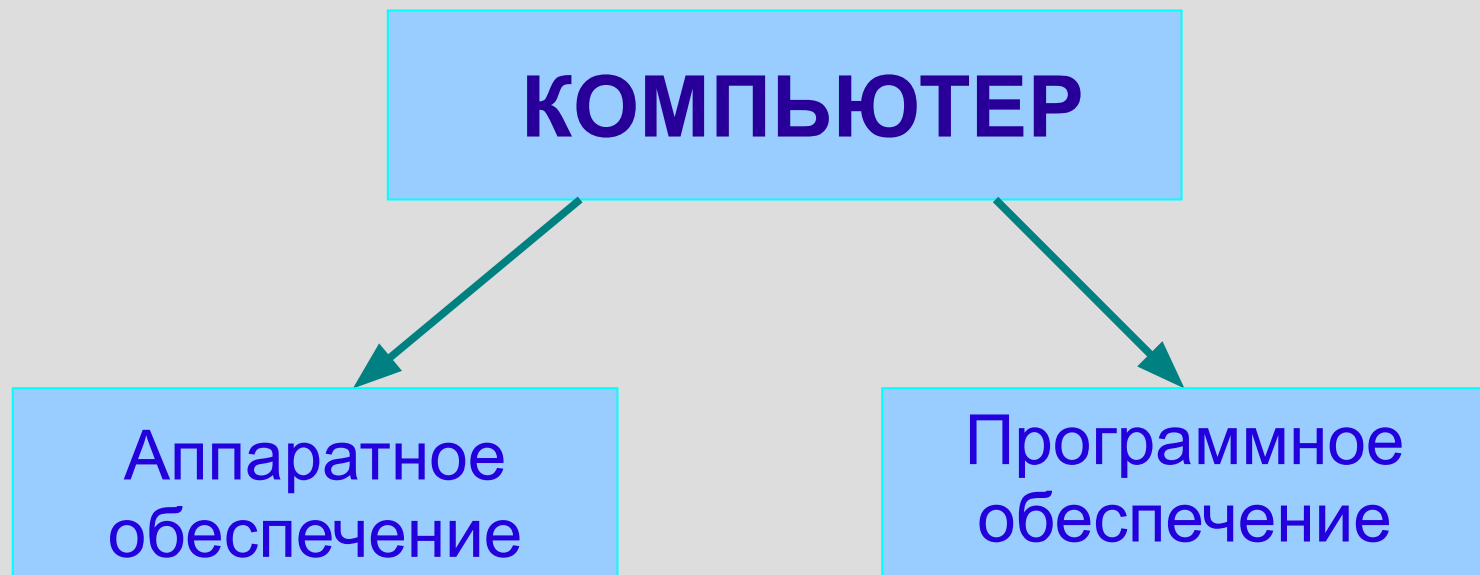 КОМПЬЮТЕР
Аппаратное
обеспечение
Программное
обеспечение